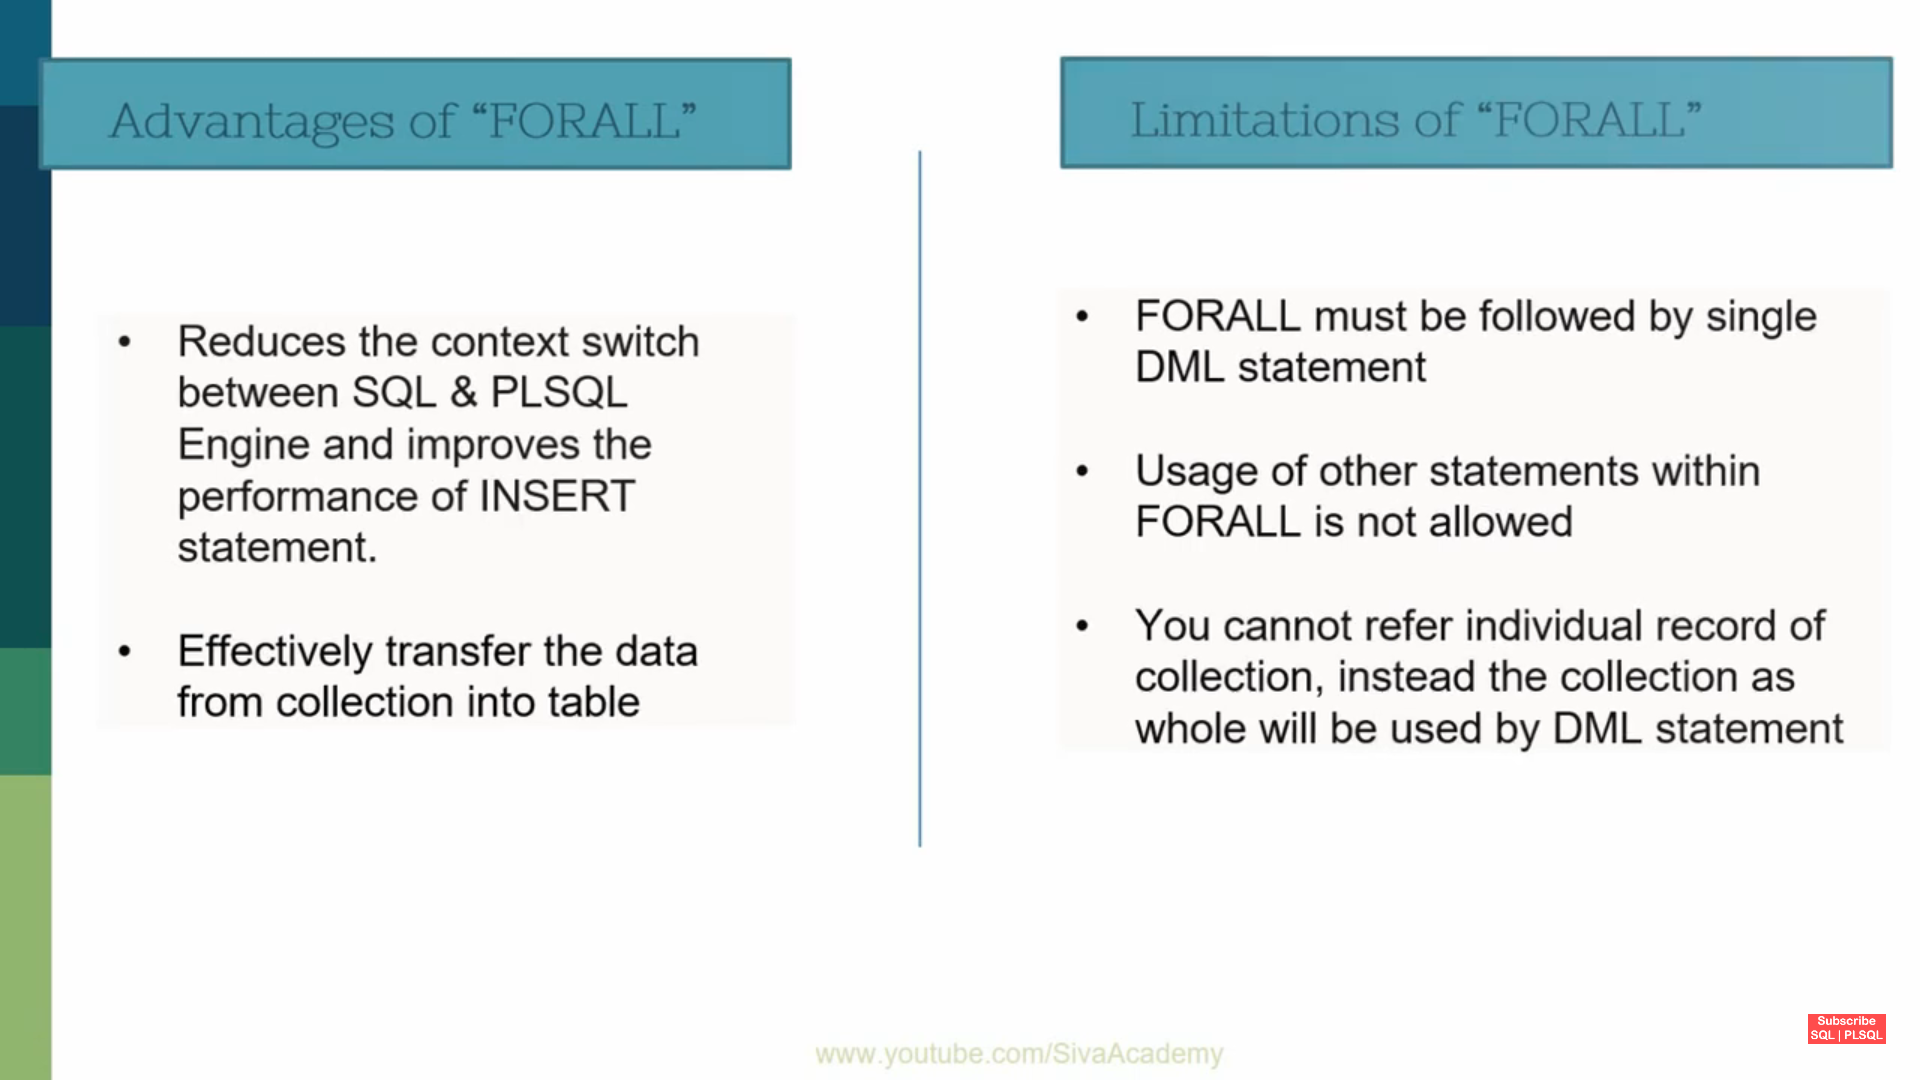 Advantages of “FORALL”
• Reduces the context switch
between SQL & PLSQL
Engine and improves the
performance of INSERT
statement.
• Effectively transfer the data
from collection into table
Limitations of “FORALL”
• FORALL must be followed by single
DML statement
• Usage of other statements within
FORALL is not allowed
• You cannot refer individual record of
collection, instead the collection as
whole will be used by DML statement
www.youtube.com/SivaAcademy
Subscribe
SQL | PLSQL